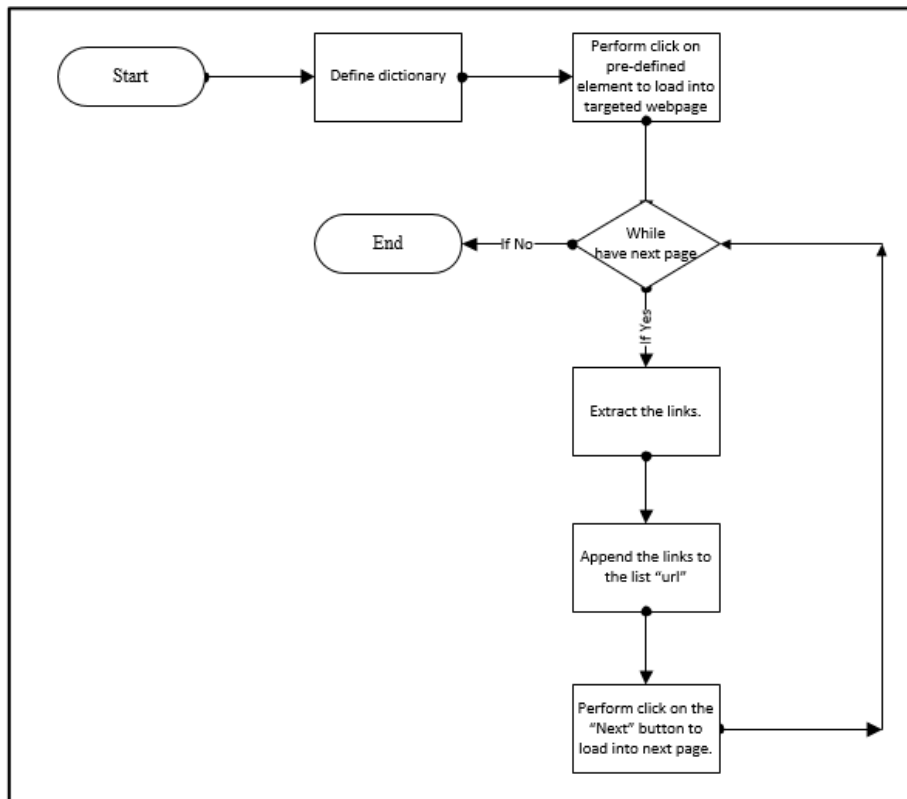 Start
Define dictionary
Perform click on
pre-defined
element to load into
targeted webpage
While
have next page
If No
End
If Yes
Extract the links.
Append the links to
the list “url”
Perform click on the
“Next” button to
load into next page.